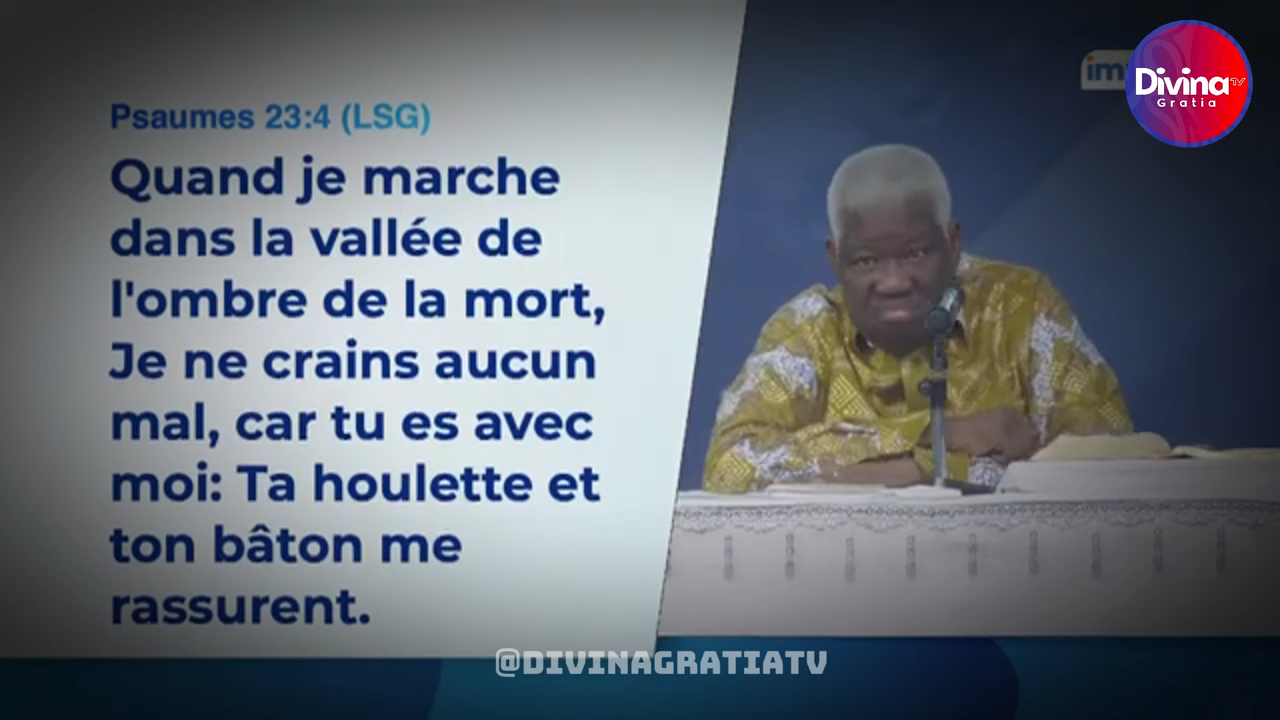 Psaumes 23:4 (LSG)
Quand je marche
dans la vallée de
l'ombre de la mort,
Je ne crains aucun
mal, car tu es avec
moi: Ta houlette et
ton bâton me
rassurent.
Divina TV
Gratia
@DIVINAGRATIATV